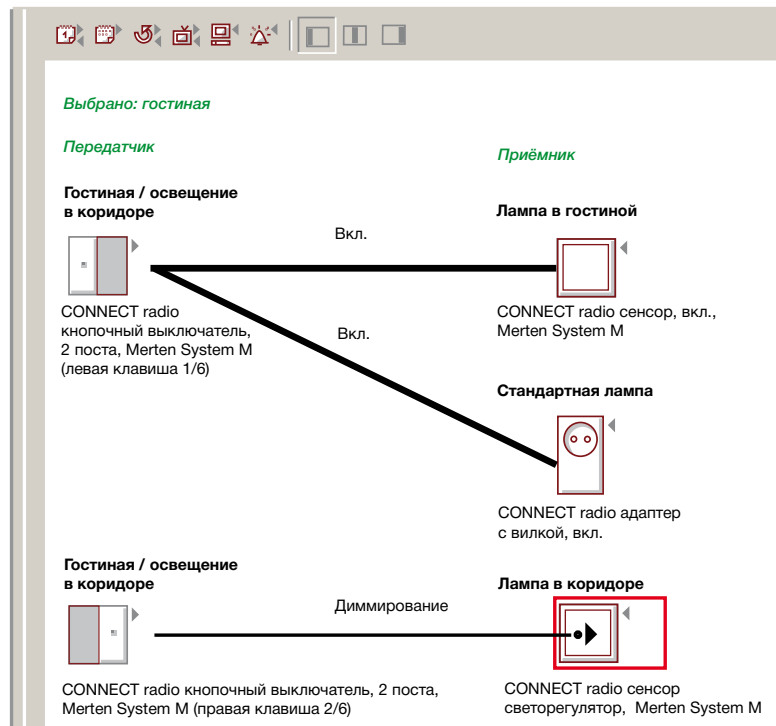 Выбрано: гостиная
Передатчик
Приёмник
Гостиная / освещение
в коридоре
Вкл.
Лампа в гостиной
CONNECT radio
кнопочный выключатель,
2 поста, Merten System M
(левая клавиша 1/6)
CONNECT radio сенсор, вкл.,
Merten System M
Вкл.
Стандартная лампа
CONNECT radio адаптер
с вилкой, вкл.
Гостиная / освещение
в коридоре
Диммирование
Лампа в коридоре
CONNECT radio кнопочный выключатель, 2 поста,
Merten System M (правая клавиша 2/6)
CONNECT radio сенсор
светорегулятор, Merten System M